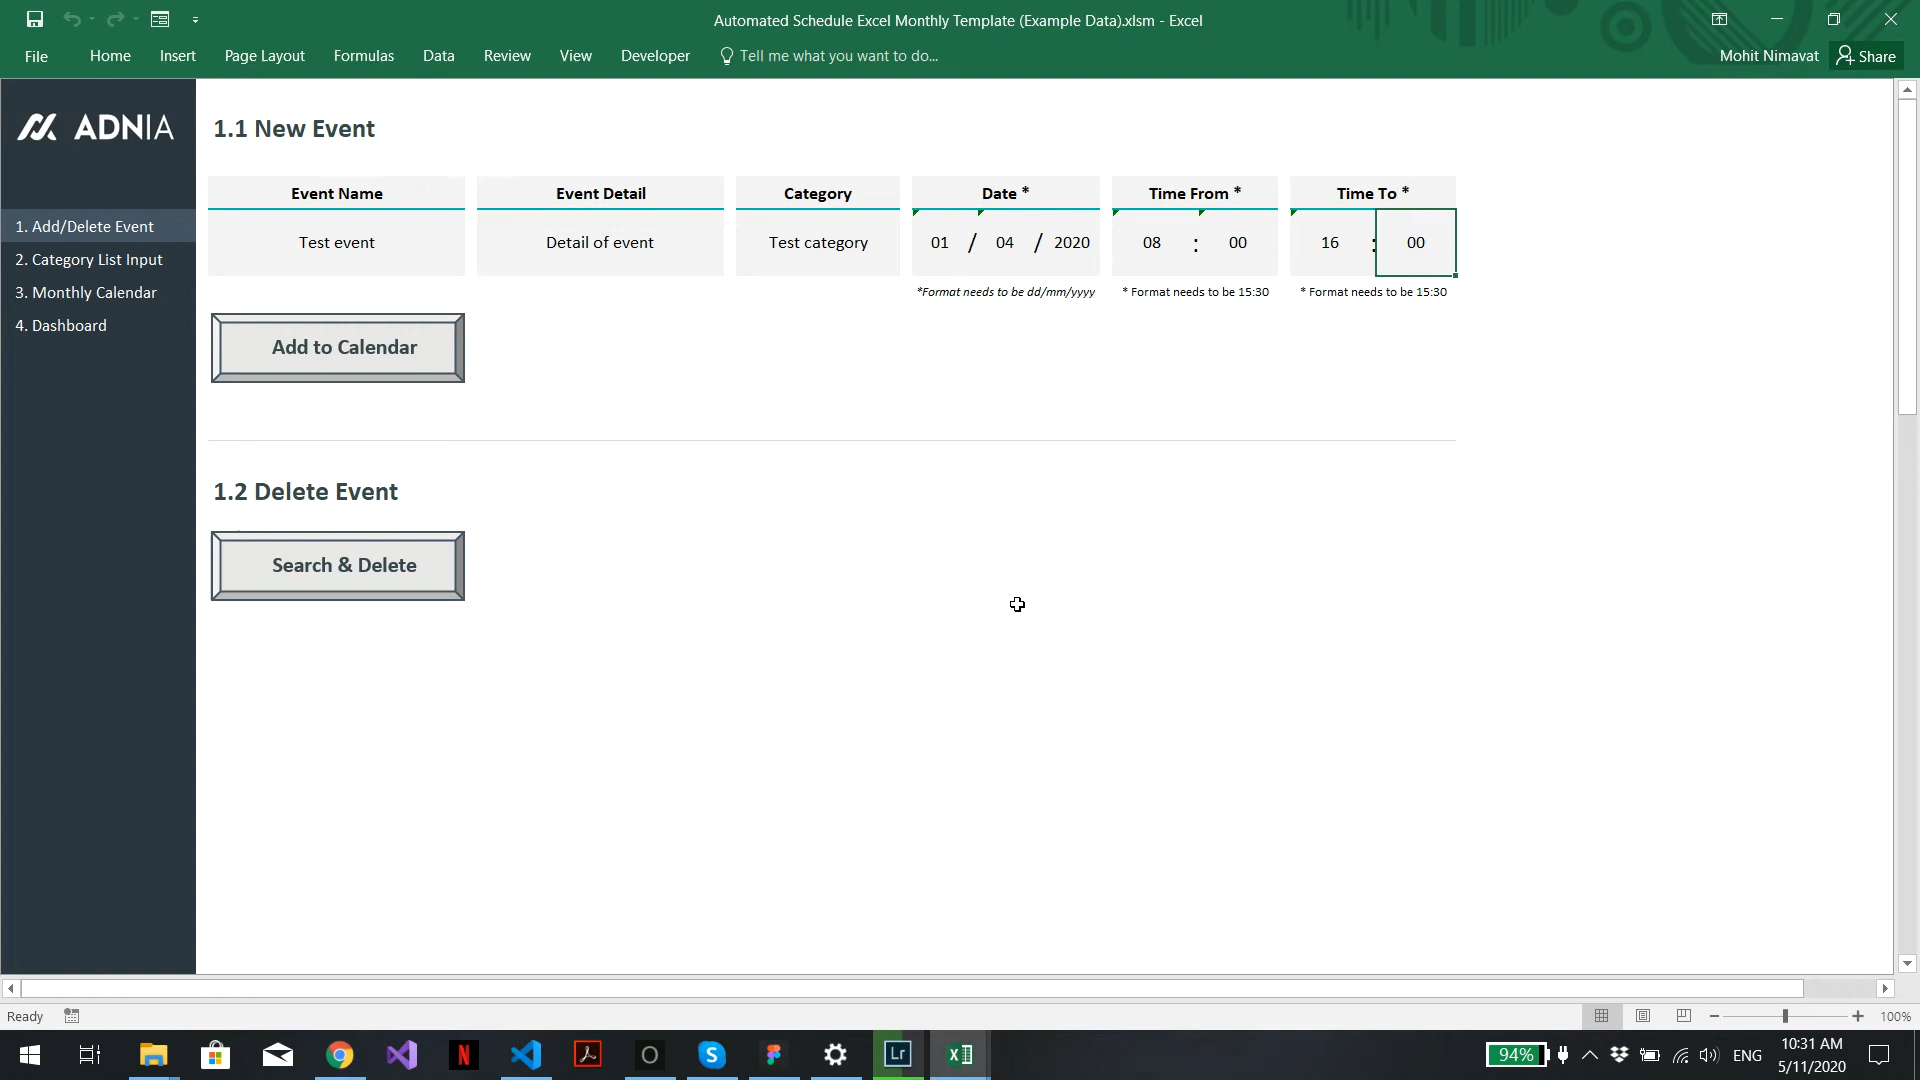 Automated Schedule Excel Monthly Template (Example Data).xlsm - Excel
File Home Insert Page Layout Formulas Data Review View Developer Tell me what you want to do... Mohit Nimavat Share
ADNIA
1. Add/Delete Event
2. Category List Input
3. Monthly Calendar
4. Dashboard
1.1 New Event
Event Name Event Detail Category Date * Time From * Time To *
Test event Detail of event Test category 01 / 04 / 2020 08 : 00 16 : 00
*Format needs to be dd/mm/yyyy * Format needs to be 15:30 * Format needs to be 15:30
Add to Calendar
1.2 Delete Event
Search & Delete
Ready 100%
N O S Lr X 94% ENG 10:31 AM
5/11/2020